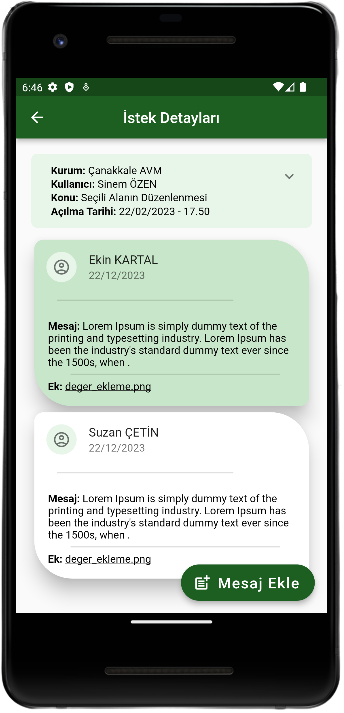 6:46
İstek Detayları
Kurum: Çanakkale AVM
Kullanıcı: Sinem ÖZEN
Konu: Seçili Alanın Düzenlenmesi
Açılma Tarihi: 22/02/2023 - 17.50
Ekin KARTAL
22/12/2023
Mesaj: Lorem Ipsum is simply dummy text of the
printing and typesetting industry. Lorem Ipsum has
been the industry's standard dummy text ever since
the 1500s, when .
Ek: deger_ekleme.png
Suzan ÇETİN
22/12/2023
Mesaj: Lorem Ipsum is simply dummy text of the
printing and typesetting industry. Lorem Ipsum has
been the industry's standard dummy text ever since
the 1500s, when .
Ek: deger_ekleme.png
Mesaj Ekle